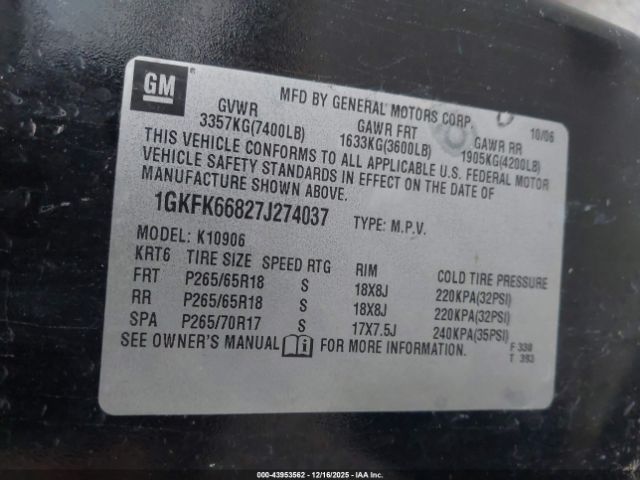 GM
MFD BY GENERAL MOTORS CORP
10/06
GVWR GAWR FRT GAWR RR
3357KG(7400LB) 1633KG(3600LB) 1905KG(4200LB)
THIS VEHICLE CONFORMS TO ALL APPLICABLE U.S. FEDERAL MOTOR
VEHICLE SAFETY STANDARDS IN EFFECT ON THE DATE OF
MANUFACTURE SHOWN ABOVE.
1GKFK66827J274037 TYPE: M.P.V.
MODEL: K10906
KRT6 TIRE SIZE SPEED RTG RIM COLD TIRE PRESSURE
FRT P265/65R18 S 18X8J 220KPA(32PSI)
RR P265/65R18 S 18X8J 220KPA(32PSI)
SPA P265/70R17 S 17X7.5J 240KPA(35PSI)
SEE OWNER'S MANUAL FOR MORE INFORMATION.
F 330
T 393
000-43953562 - 12/16/2025 - IAA Inc.